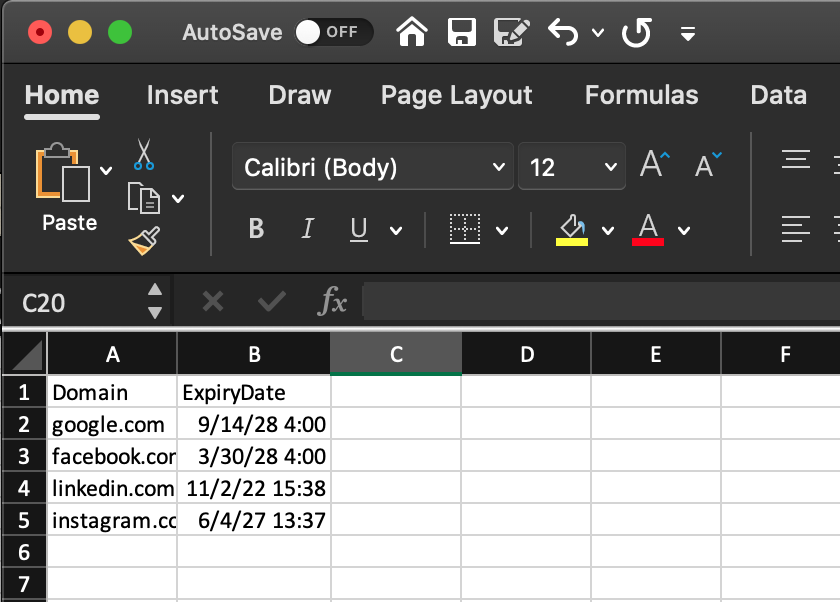 AutoSave OFF
Home Insert Draw Page Layout Formulas Data
Calibri (Body) 12 A A
Paste
B I U A
C20 fx
A B C D E F
1 Domain ExpiryDate
2 google.com 9/14/28 4:00
3 facebook.cor 3/30/28 4:00
4 linkedin.com 11/2/22 15:38
5 instagram.cc 6/4/27 13:37
6
7